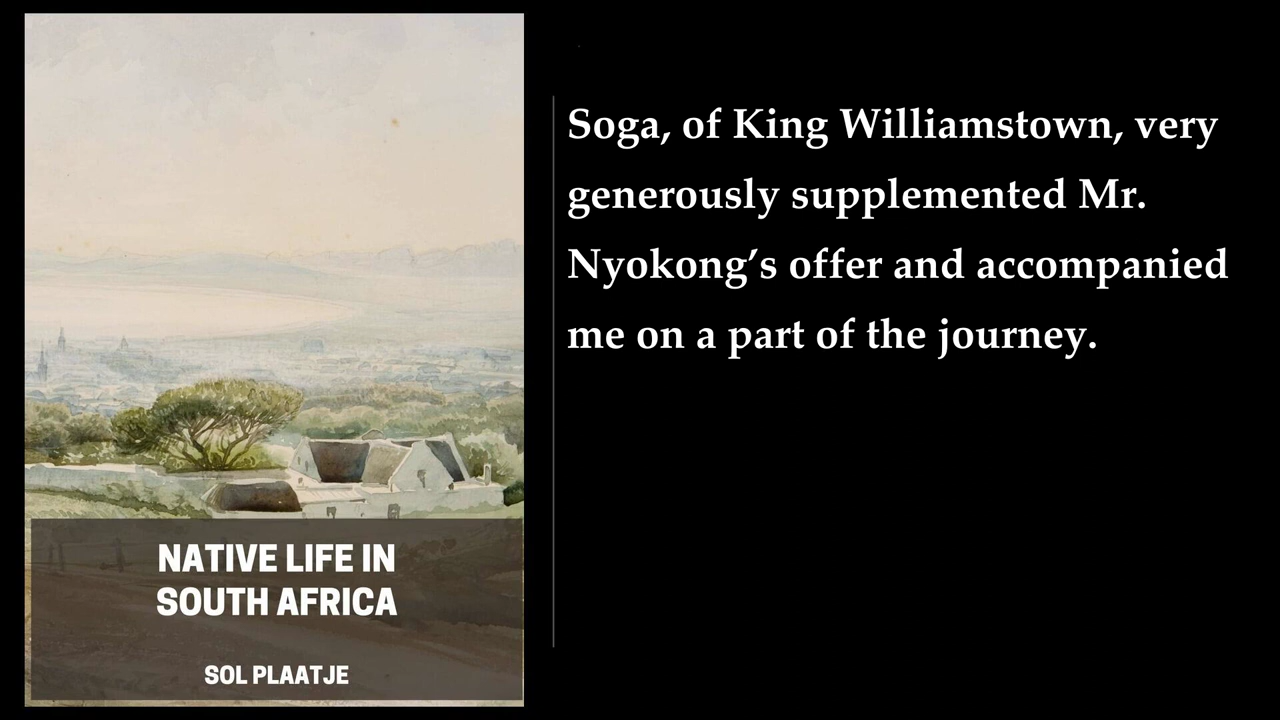 NATIVE LIFE IN
SOUTH AFRICA
SOL PLAATJE
Soga, of King Williamstown, very
generously supplemented Mr.
Nyokong’s offer and accompanied
me on a part of the journey.